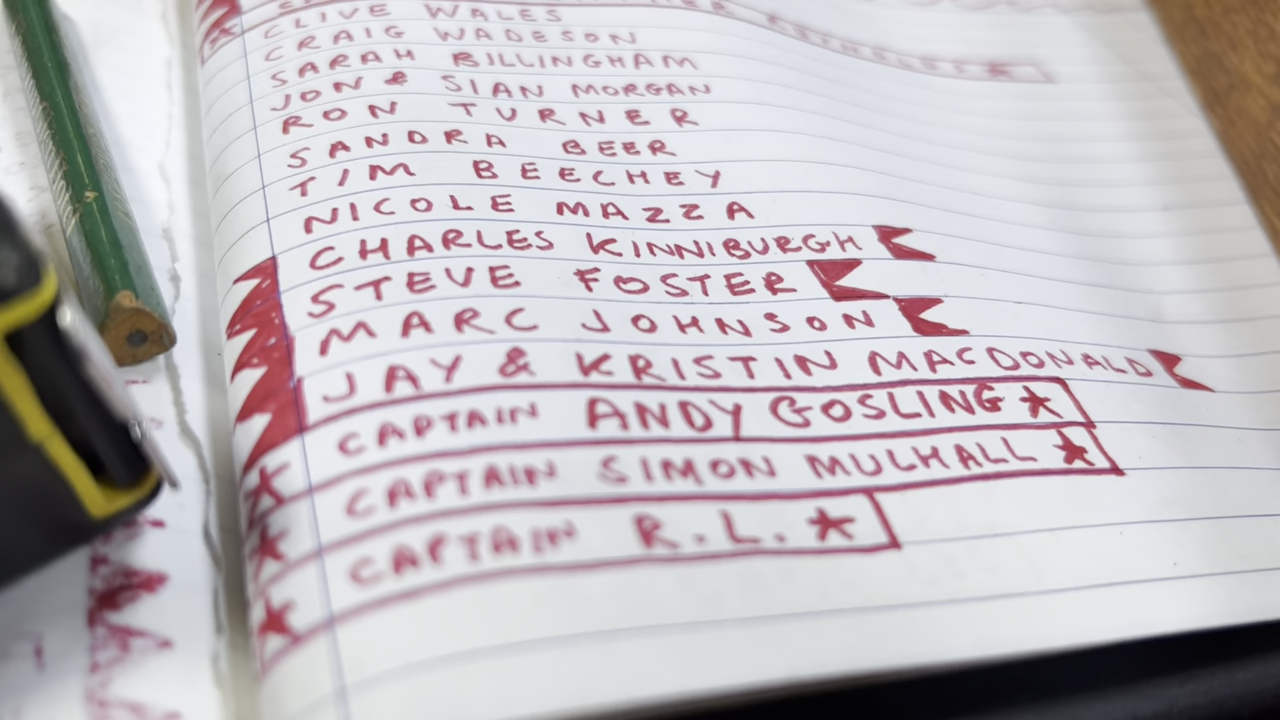 CLIVE WALES
CRAIG WADESON
SARAH BILLINGHAM
JON & SIAN MORGAN
RON TURNER
SANDRA BEER
TIM BEECHEY
NICOLE MAZZA
CHARLES KINNIBURGH
STEVE FOSTER
MARC JOHNSON
JAY & KRISTIN MACDONALD
CAPTAIN ANDY GOSLING
CAPTAIN SIMON MULHALL
CAPTAIN R.L.